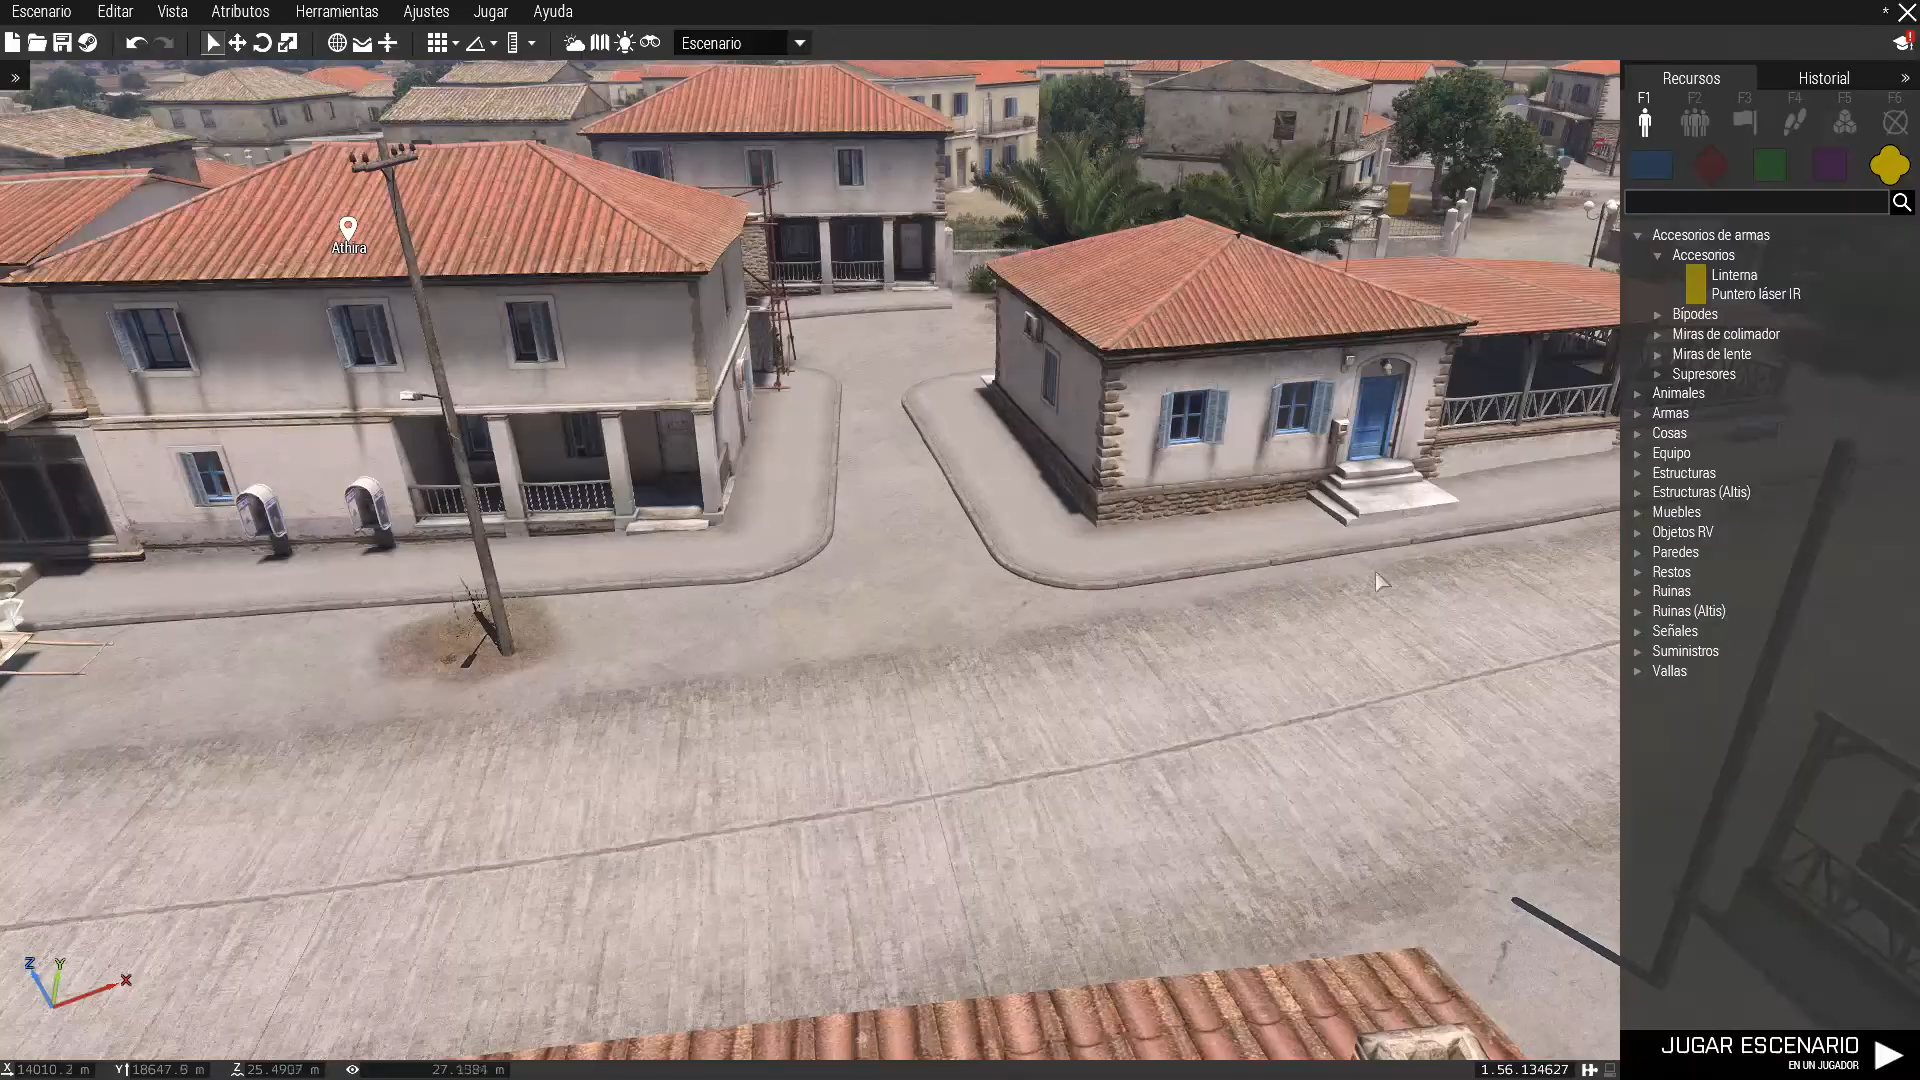 Escenario Editar Vista Atributos Herramientas Ajustes Jugar Ayuda
*
Escenario
Recursos Historial
F1 F2 F3 F4 F5 F6
Athira
Accesorios de armas
Accesorios
Linterna
Puntero láser IR
Bípodes
Miras de colimador
Miras de lente
Supresores
Animales
Armas
Cosas
Equipo
Estructuras
Estructuras (Altis)
Muebles
Objetos RV
Paredes
Restos
Ruinas
Ruinas (Altis)
Señales
Suministros
Vallas
Z Y X
JUGAR ESCENARIO
EN UN JUGADOR
X 14010.2 m Y 18647.6 m Z 25.4907 m 27.1384 m 1.56.134627